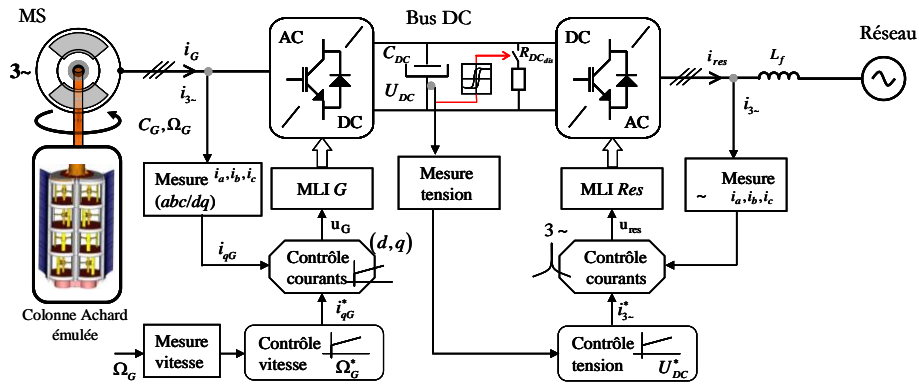 MS
Bus DC
Réseau
3~
i_G
i_3~
C_G, Ω_G
AC
DC
C_DC
U_DC
R_DC_dis
DC
AC
i_res
L_f
i_3~
Mesure i_a, i_b, i_c
(abc/dq)
MLI G
Mesure
tension
MLI Res
Mesure
~ i_a, i_b, i_c
u_G
u_res
i_qG
(d, q)
Contrôle
courants
3 ~
Contrôle
courants
i*_qG
i*_3~
Colonne Achard
émulée
Ω_G
Mesure
vitesse
Contrôle
vitesse Ω*_G
Contrôle
tension U*_DC